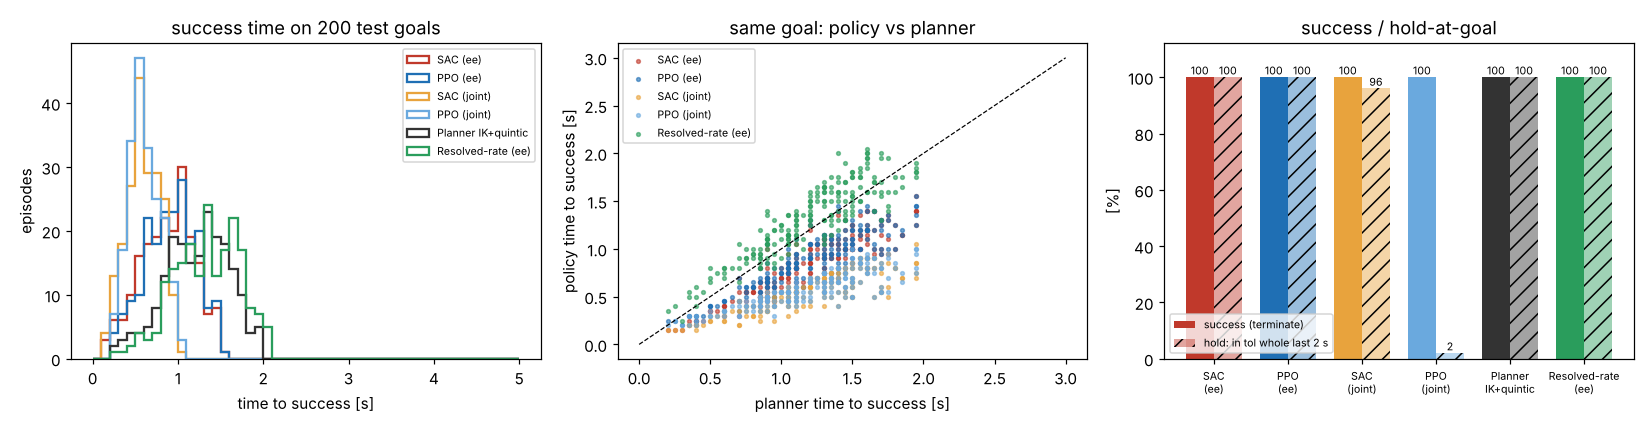 success time on 200 test goals
episodes
40
30
20
10
0
SAC (ee)
PPO (ee)
SAC (joint)
PPO (joint)
Planner IK+quintic
Resolved-rate (ee)
0
1
2
3
4
5
time to success [s]
same goal: policy vs planner
policy time to success [s]
3.0
2.5
2.0
1.5
1.0
0.5
0.0
SAC (ee)
PPO (ee)
SAC (joint)
PPO (joint)
Resolved-rate (ee)
0.0
0.5
1.0
1.5
2.0
2.5
3.0
planner time to success [s]
success / hold-at-goal
[%]
100
80
60
40
20
0
100
100
100
100
100
96
100
2
100
100
100
100
success (terminate)
hold: in tol whole last 2 s
SAC
(ee)
PPO
(ee)
SAC
(joint)
PPO
(joint)
Planner
IK+quintic
Resolved-rate
(ee)